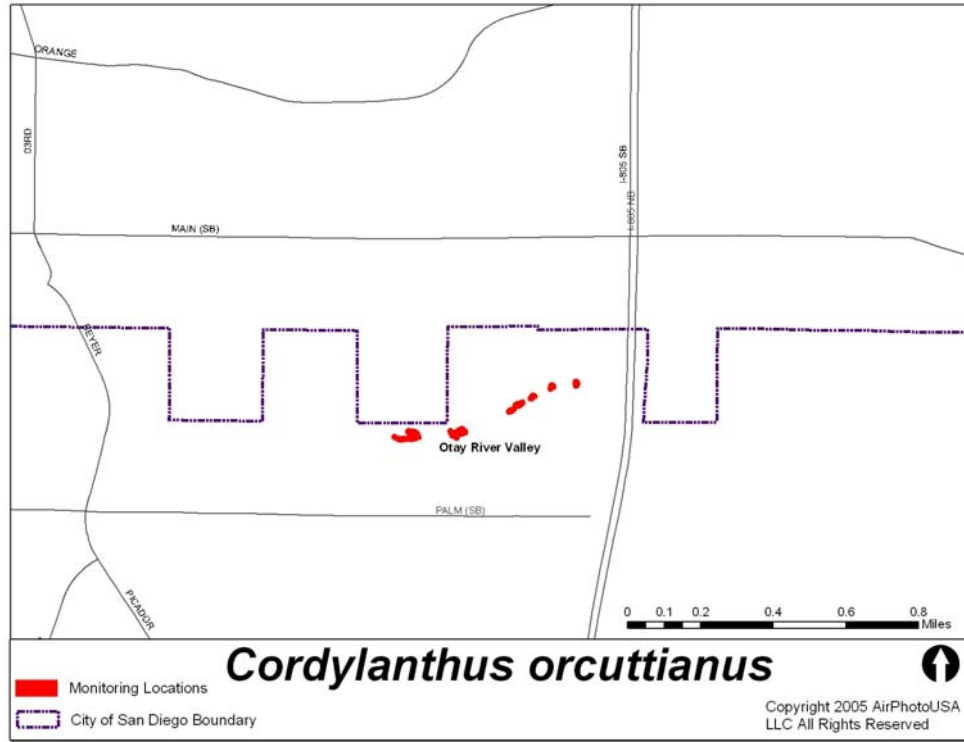 ORANGE
03RD
I-805 SB
I-805 NB
MAIN (SB)
BEYER
Otay River Valley
PALM (SB)
PICADOR
0 0.1 0.2 0.4 0.6 0.8
Miles
Cordylanthus orcuttianus
Monitoring Locations
City of San Diego Boundary
Copyright 2005 AirPhotoUSA
LLC All Rights Reserved